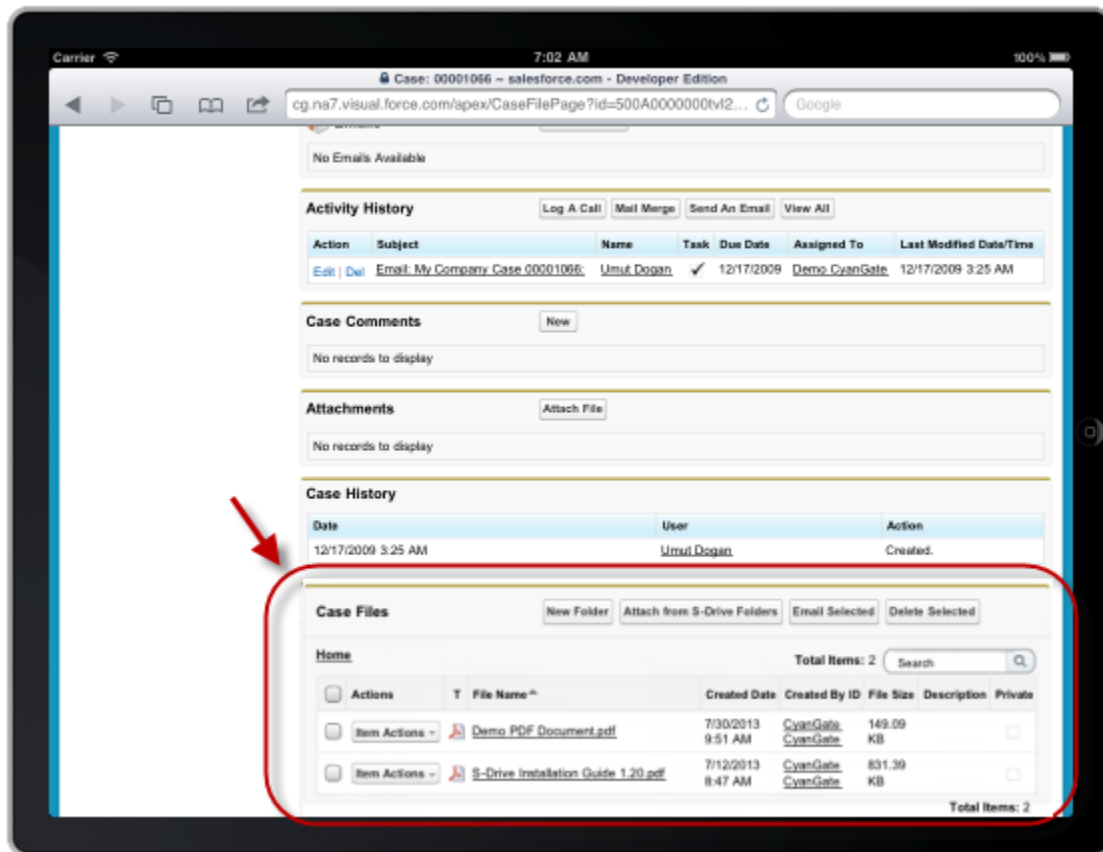 Carrier 7:02 AM 100%
Case: 00001066 ~ salesforce.com - Developer Edition
cg.na7.visual.force.com/apex/CaseFilePage?id=500A0000000tvl2... Google
No Emails Available
Activity History Log A Call Mail Merge Send An Email View All
Action Subject Name Task Due Date Assigned To Last Modified Date/Time
Edit | Del Email: My Company Case 00001066: Umut Dogan 12/17/2009 Demo CyanGate 12/17/2009 3:25 AM
Case Comments New
No records to display
Attachments Attach File
No records to display
Case History
Date User Action
12/17/2009 3:25 AM Umut Dogan Created.
Case Files New Folder Attach from S-Drive Folders Email Selected Delete Selected
Home Total Items: 2 Search
Actions T File Name Created Date Created By ID File Size Description Private
Item Actions Demo PDF Document.pdf 7/30/2013 9:51 AM CyanGate CyanGate 149.09 KB
Item Actions S-Drive Installation Guide 1.20.pdf 7/12/2013 8:47 AM CyanGate CyanGate 831.39 KB
Total Items: 2